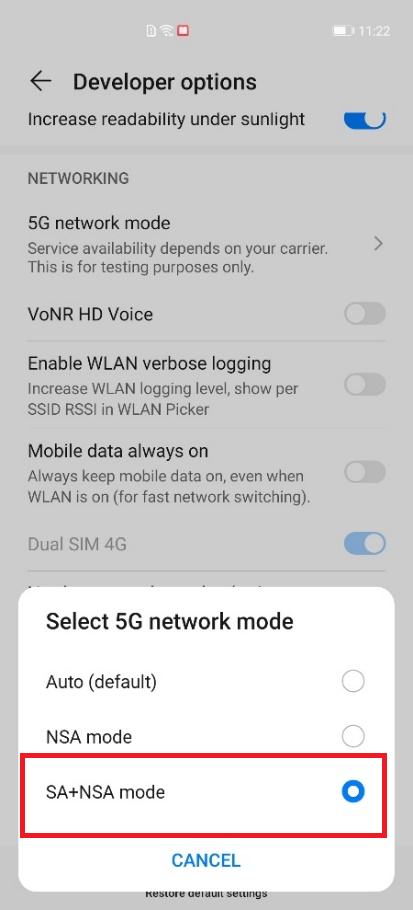 11:22
Developer options
Increase readability under sunlight
NETWORKING
5G network mode
Service availability depends on your carrier.
This is for testing purposes only.
VoNR HD Voice
Enable WLAN verbose logging
Increase WLAN logging level, show per
SSID RSSI in WLAN Picker
Mobile data always on
Always keep mobile data on, even when
WLAN is on (for fast network switching).
Dual SIM 4G
Select 5G network mode
Auto (default)
NSA mode
SA+NSA mode
CANCEL
Restore default settings